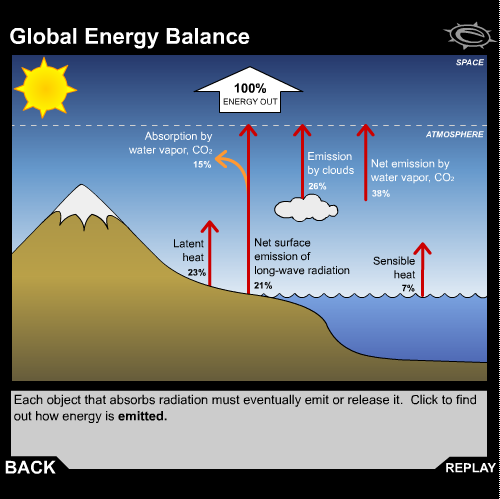 Global Energy Balance
SPACE
100%
ENERGY OUT
ATMOSPHERE
Absorption by
water vapor, CO₂
15%
Emission
by clouds
26%
Net emission by
water vapor, CO₂
38%
Latent
heat
23%
Net surface
emission of
long-wave radiation
21%
Sensible
heat
7%
Each object that absorbs radiation must eventually emit or release it. Click to find
out how energy is emitted.
BACK
REPLAY